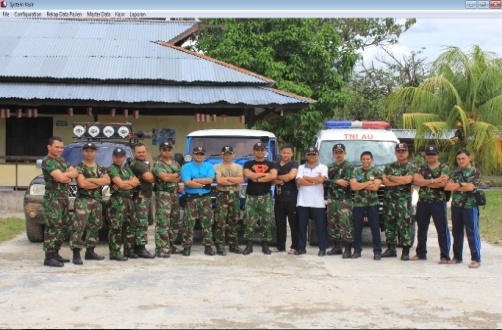 System Kasir
File Configuration Rekap Data Pasien Master Data Kasir Laporan
TNI AU